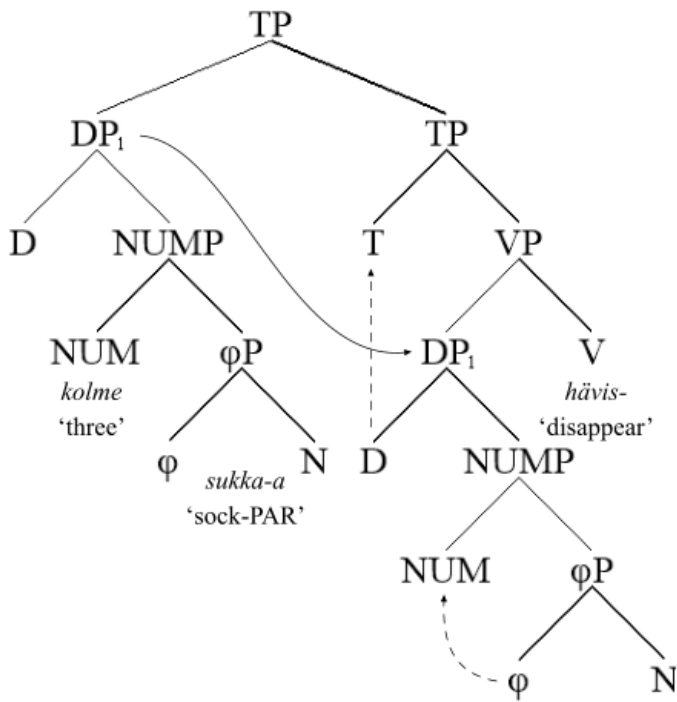 TP
DP₁ TP
D NUMP T VP
NUM φP DP₁ V
kolme hävis-
‘three’ ‘disappear’
φ N D NUMP
sukka-a
‘sock-PAR’
NUM φP
φ N